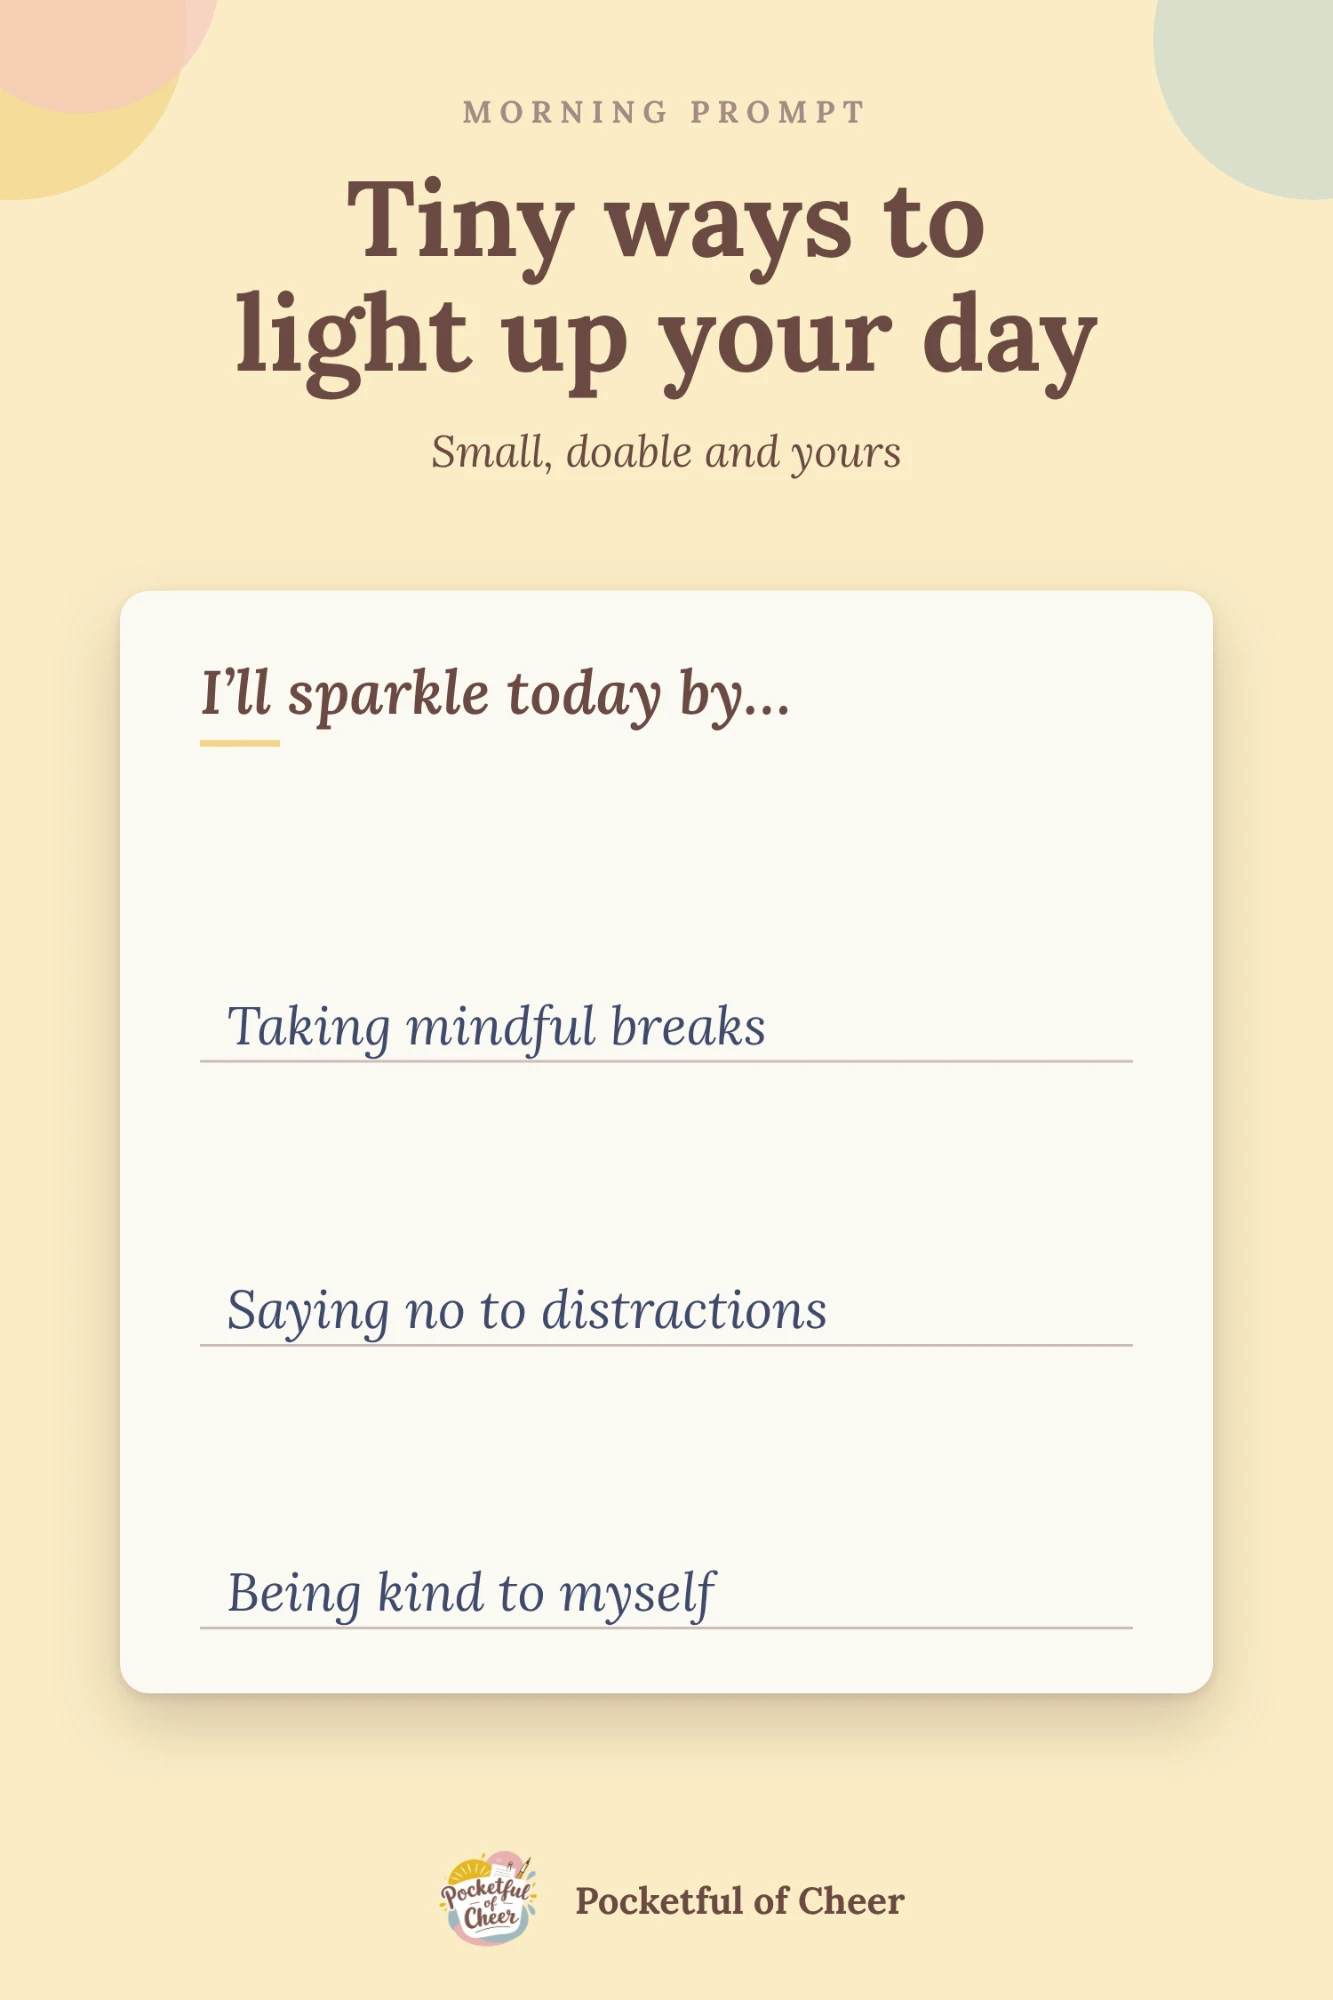 MORNING PROMPT
Tiny ways to
light up your day
Small, doable and yours
I’ll sparkle today by...
Taking mindful breaks
Saying no to distractions
Being kind to myself
Pocketful
of
Cheer
Pocketful of Cheer